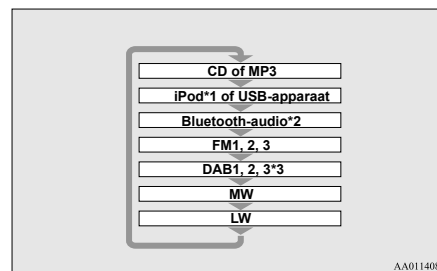 CD of MP3
iPod*1 of USB-apparaat
Bluetooth-audio*2
FM1, 2, 3
DAB1, 2, 3*3
MW
LW
AA011408